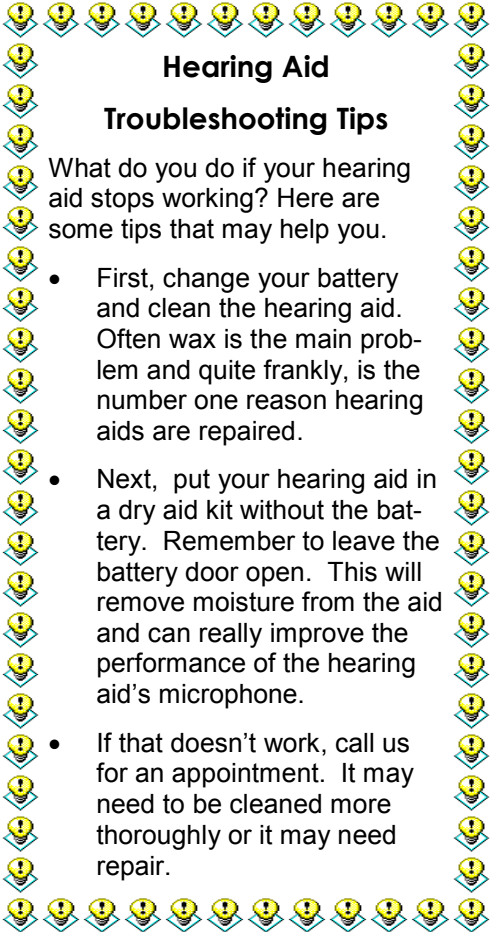 Hearing Aid
Troubleshooting Tips
What do you do if your hearing
aid stops working? Here are
some tips that may help you.
• First, change your battery
and clean the hearing aid.
Often wax is the main prob-
lem and quite frankly, is the
number one reason hearing
aids are repaired.
• Next,  put your hearing aid in
a dry aid kit without the bat-
tery.  Remember to leave the
battery door open.  This will
remove moisture from the aid
and can really improve the
performance of the hearing
aid’s microphone.
• If that doesn’t work, call us
for an appointment.  It may
need to be cleaned more
thoroughly or it may need
repair.